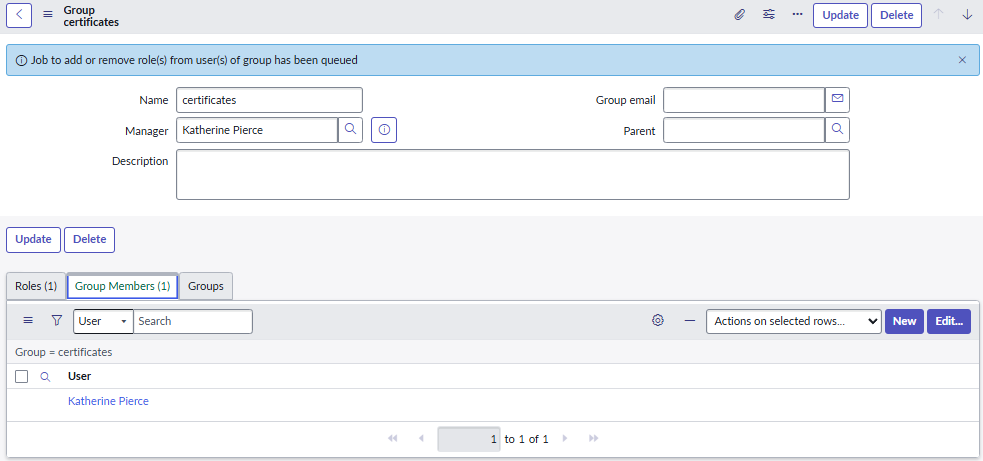 Group
certificates
Update
Delete
Job to add or remove role(s) from user(s) of group has been queued
Name
certificates
Group email
Manager
Katherine Pierce
Parent
Description
Update
Delete
Roles (1)
Group Members (1)
Groups
User
Search
Actions on selected rows...
New
Edit...
Group = certificates
User
Katherine Pierce
1 to 1 of 1